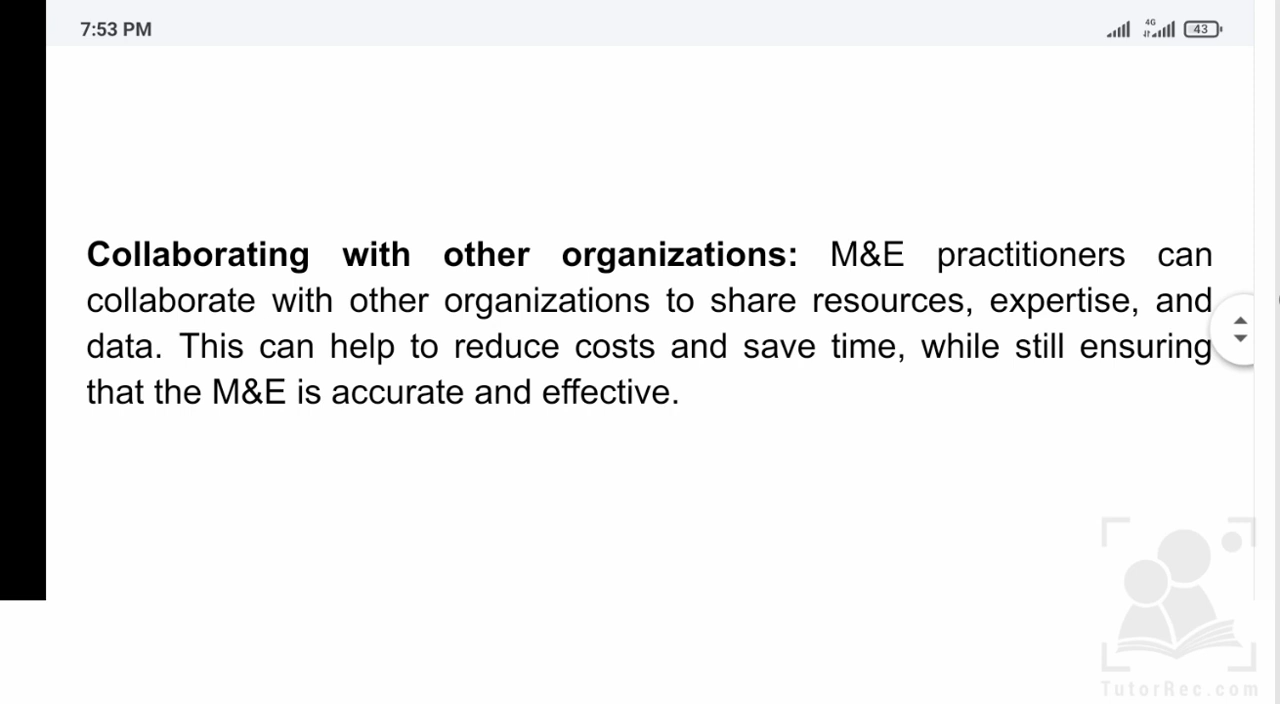 7:53 PM
4G
43
Collaborating with other organizations: M&E practitioners can
collaborate with other organizations to share resources, expertise, and
data. This can help to reduce costs and save time, while still ensuring
that the M&E is accurate and effective.
TutorRec.com